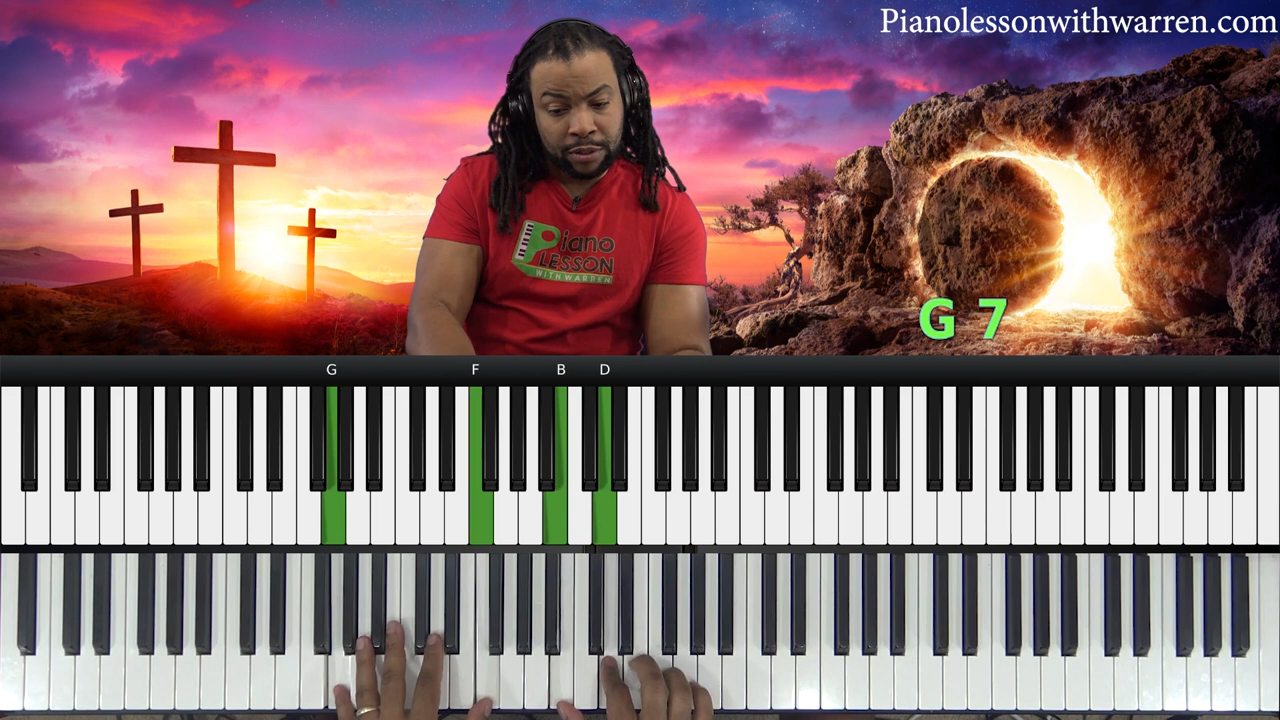 Pianolessonwithwarren.com
Piano
LESSON
WITH WARREN
G 7
G F B D